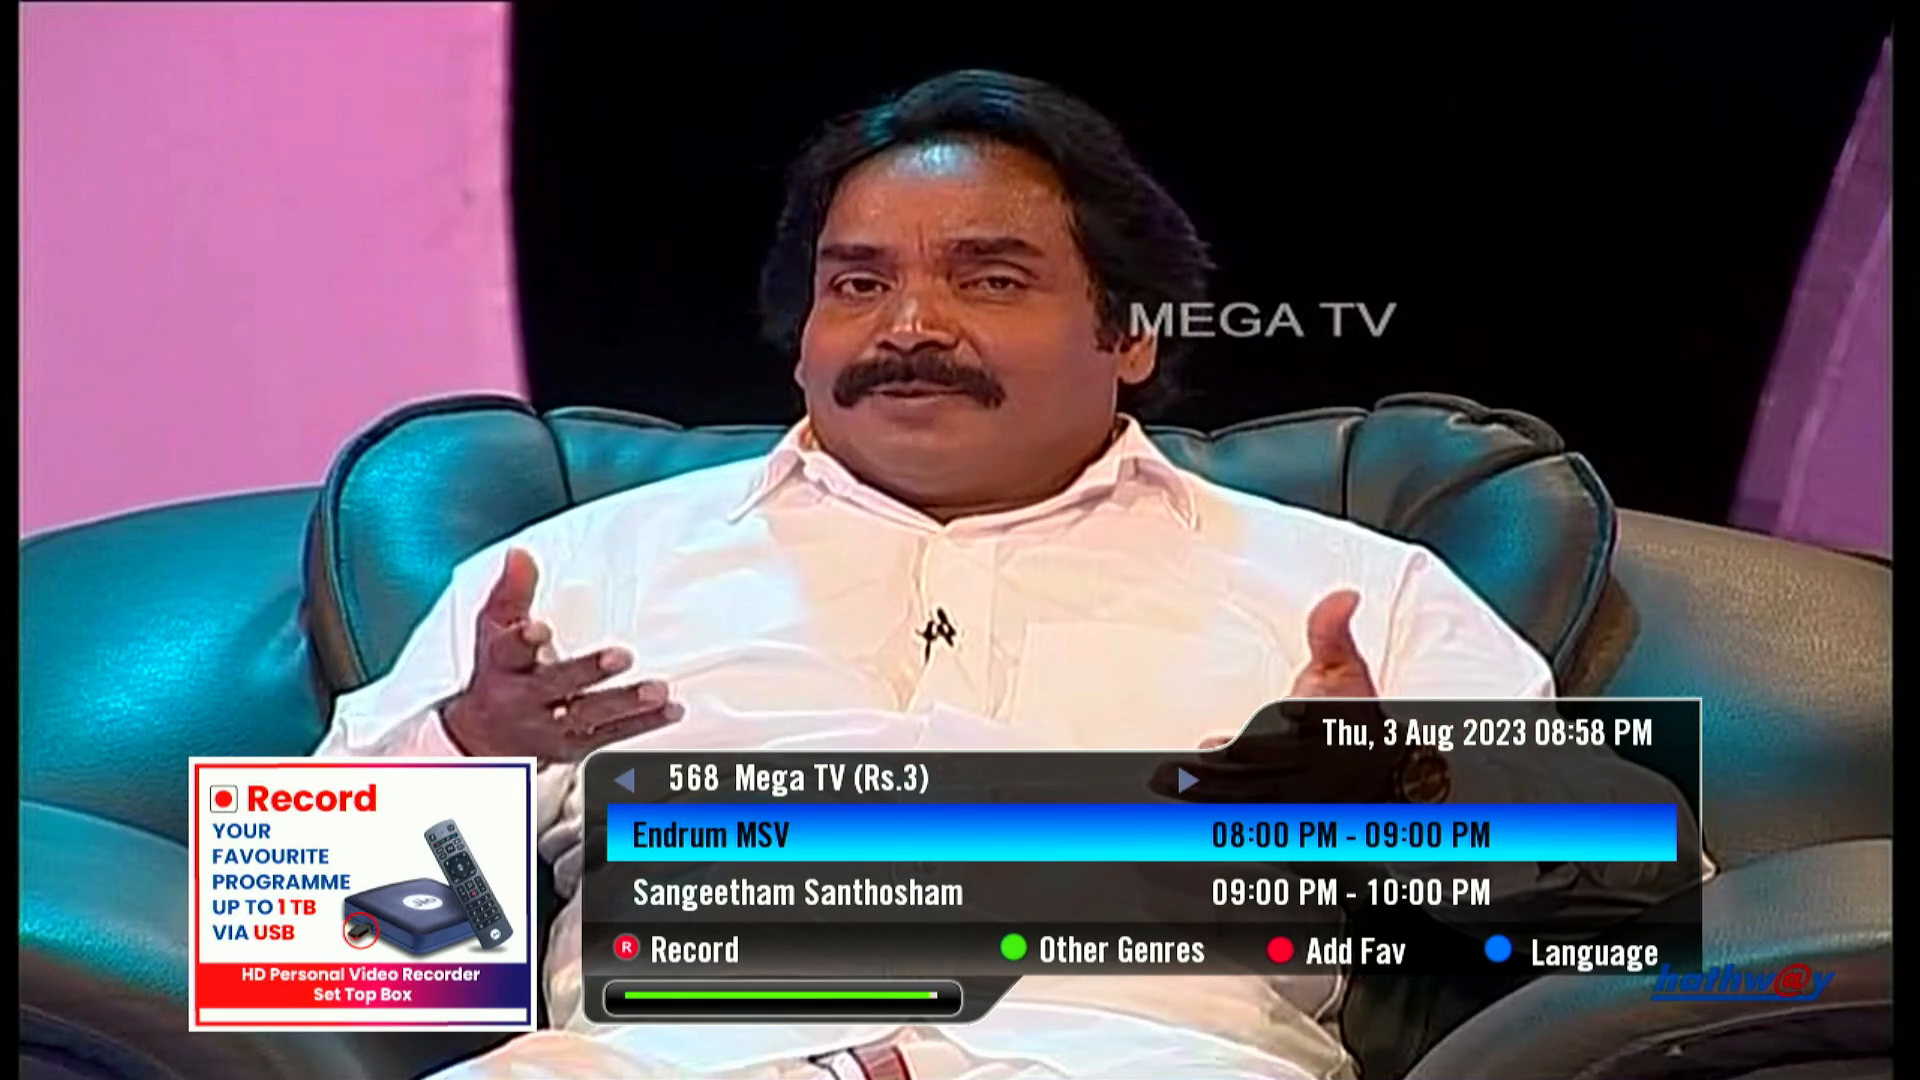 MEGA TV
Thu, 3 Aug 2023 08:58 PM
568 Mega TV (Rs.3)
Endrum MSV 08:00 PM - 09:00 PM
Sangeetham Santhosham 09:00 PM - 10:00 PM
R Record Other Genres Add Fav Language
hathw@y
Record
YOUR
FAVOURITE
PROGRAMME
UP TO 1 TB
VIA USB
Jio
HD Personal Video Recorder
Set Top Box